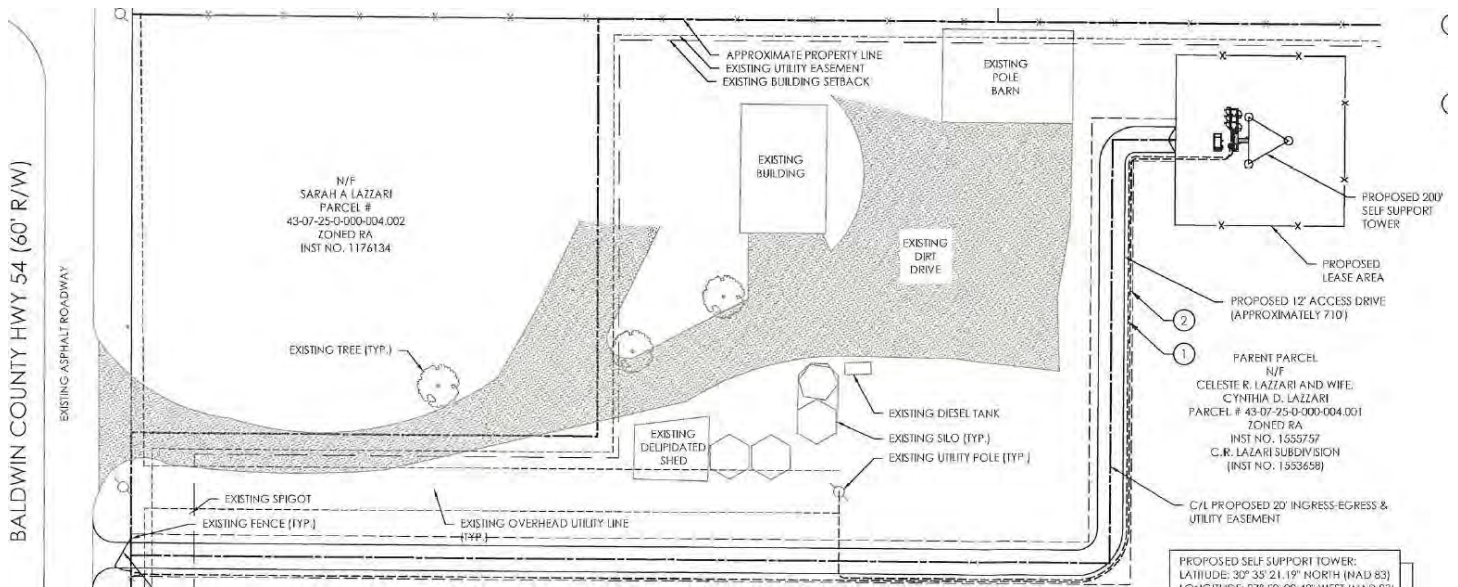 BALDWIN COUNTY HWY 54 (60' R/W)
EXISTING ASPHALT ROADWAY
N/F
SARAH A LAZZARI
PARCEL #
43-07-25-0-000-004.002
ZONED RA
INST NO. 1176134
APPROXIMATE PROPERTY LINE
EXISTING UTILITY EASEMENT
EXISTING BUILDING SETBACK
EXISTING
POLE
BARN
EXISTING
BUILDING
EXISTING
DIRT
DRIVE
PROPOSED 200'
SELF SUPPORT
TOWER
PROPOSED
LEASE AREA
PROPOSED 12' ACCESS DRIVE
(APPROXIMATELY 710')
2
1
EXISTING TREE (TYP.)
PARENT PARCEL
N/F
CELESTE R. LAZZARI AND WIFE,
CYNTHIA D. LAZZARI
PARCEL # 43-07-25-0-000-004.001
ZONED RA
INST NO. 1555757
C.R. LAZARI SUBDIVISION
(INST NO. 1553658)
EXISTING DIESEL TANK
EXISTING SILO (TYP.)
EXISTING UTILITY POLE (TYP.)
EXISTING
DELIPIDATED
SHED
EXISTING SPIGOT
EXISTING FENCE (TYP.)
EXISTING OVERHEAD UTILITY LINE
(TYP.)
C/L PROPOSED 20' INGRESS-EGRESS &
UTILITY EASEMENT
PROPOSED SELF SUPPORT TOWER:
LATITUDE: 30° 35' 21.19" NORTH (NAD 83)